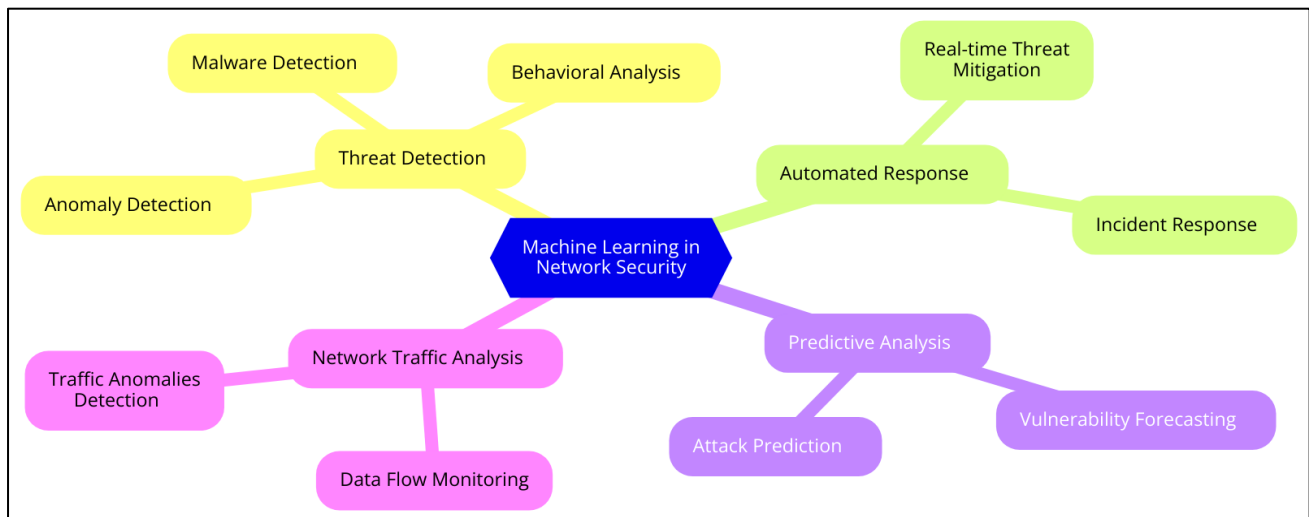 Malware Detection
Behavioral Analysis
Real-time Threat
Mitigation
Threat Detection
Automated Response
Anomaly Detection
Incident Response
Machine Learning in
Network Security
Network Traffic Analysis
Predictive Analysis
Traffic Anomalies
Detection
Vulnerability Forecasting
Attack Prediction
Data Flow Monitoring